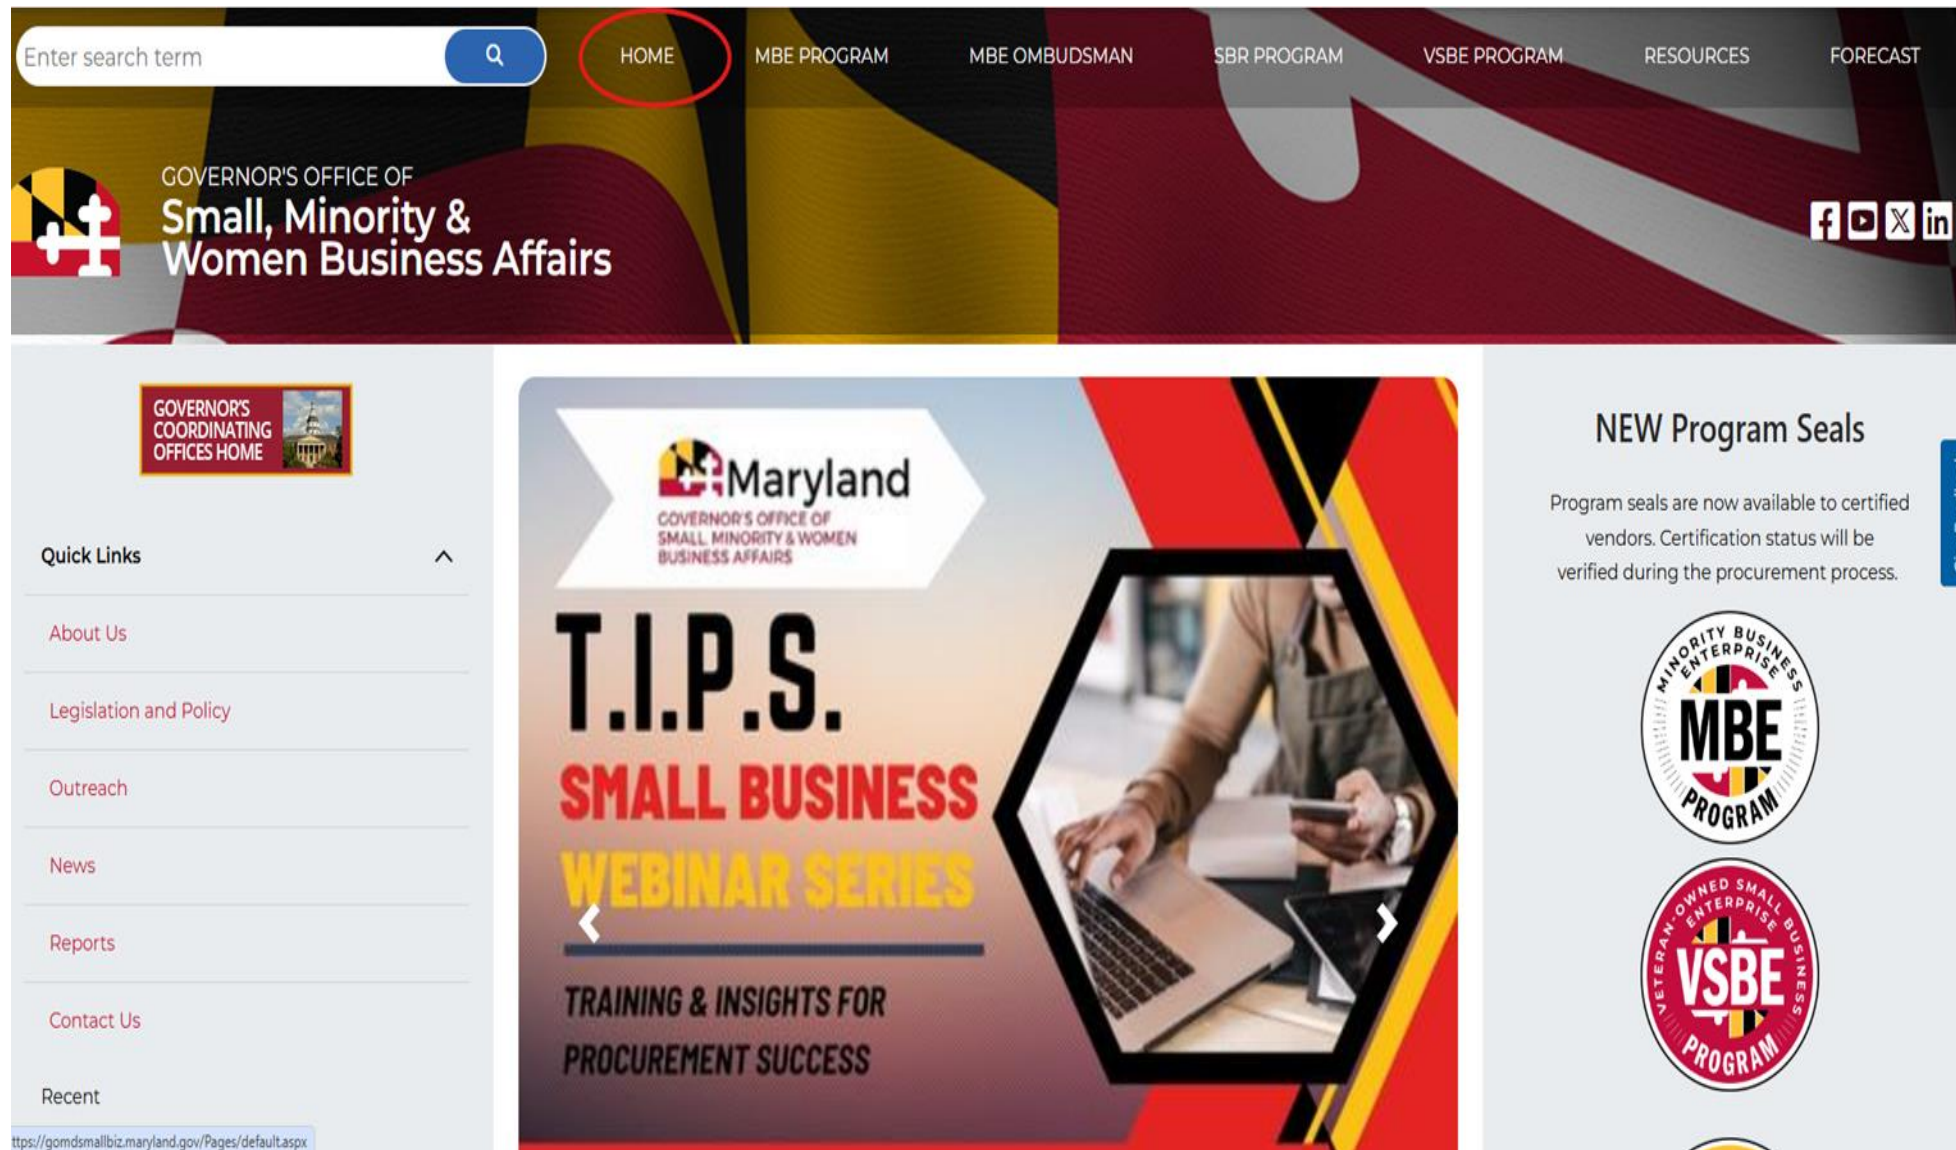 Enter search term
HOME
MBE PROGRAM
MBE OMBUDSMAN
SBR PROGRAM
VSBE PROGRAM
RESOURCES
FORECAST
GOVERNOR'S OFFICE OF
Small, Minority &
Women Business Affairs
GOVERNOR'S
COORDINATING
OFFICES HOME
Quick Links
About Us
Legislation and Policy
Outreach
News
Reports
Contact Us
Recent
ttps://gomdsmallbiz.maryland.gov/Pages/default.aspx
Maryland
GOVERNOR'S OFFICE OF
SMALL, MINORITY & WOMEN
BUSINESS AFFAIRS
T.I.P.S.
SMALL BUSINESS
WEBINAR SERIES
TRAINING & INSIGHTS FOR
PROCUREMENT SUCCESS
NEW Program Seals
Program seals are now available to certified
vendors. Certification status will be
verified during the procurement process.
MINORITY BUSINESS
ENTERPRISE
MBE
PROGRAM
VETERAN-OWNED SMALL BUSINESS
ENTERPRISE
VSBE
PROGRAM